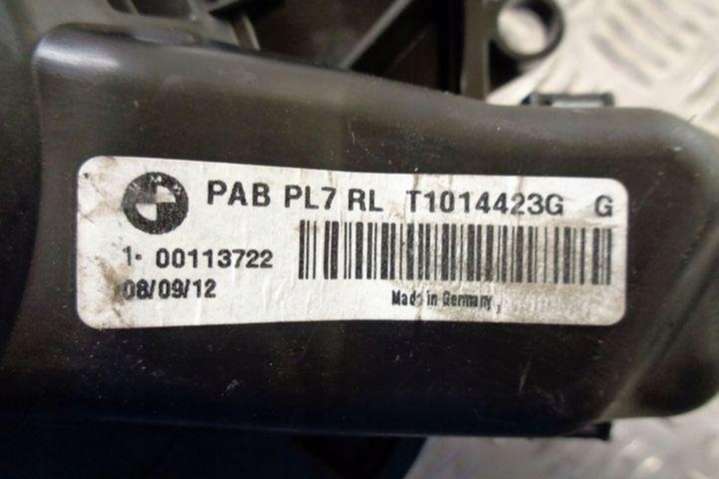 PAB PL7 RL T1014423G G
1- 00113722
08/09/12
Made in Germany